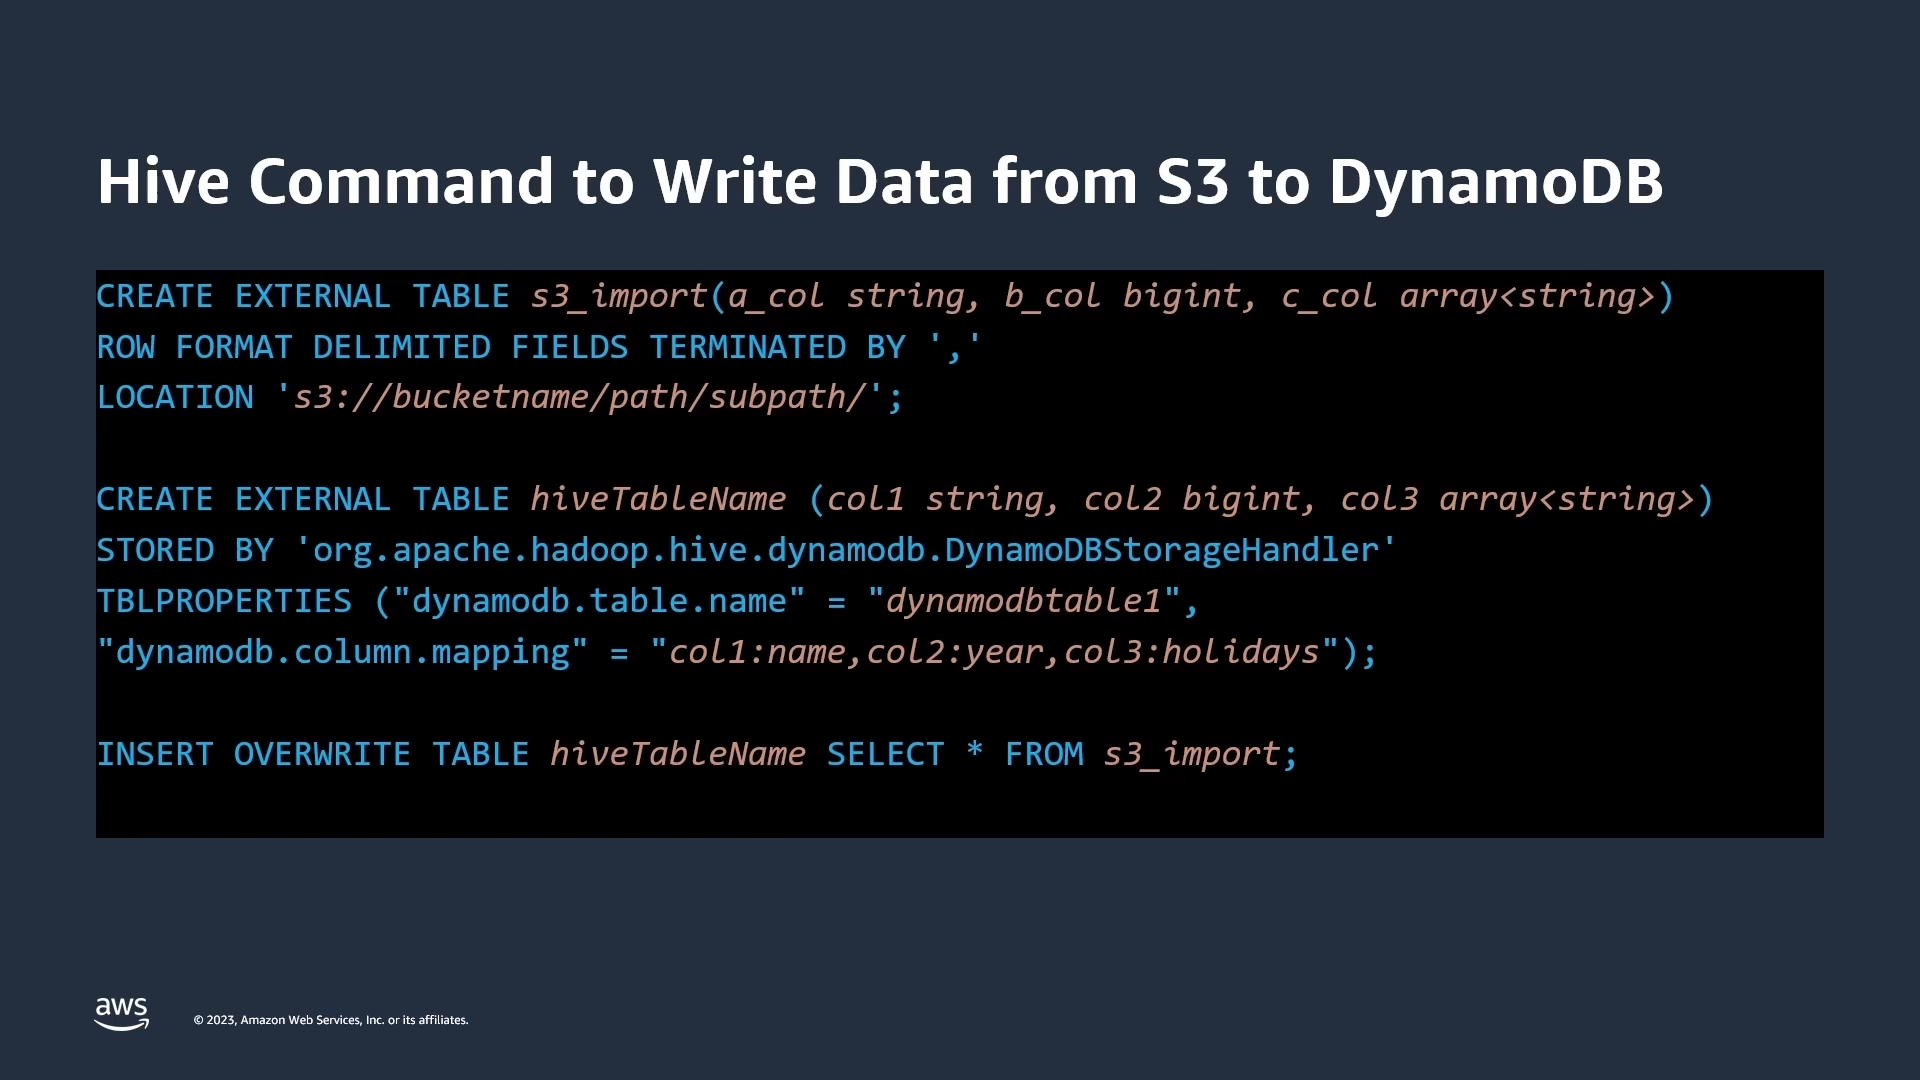 Hive Command to Write Data from S3 to DynamoDB
CREATE EXTERNAL TABLE s3_import(a_col string, b_col bigint, c_col array<string>)
ROW FORMAT DELIMITED FIELDS TERMINATED BY ','
LOCATION 's3://bucketname/path/subpath/';
CREATE EXTERNAL TABLE hiveTableName (col1 string, col2 bigint, col3 array<string>)
STORED BY 'org.apache.hadoop.hive.dynamodb.DynamoDBStorageHandler'
TBLPROPERTIES ("dynamodb.table.name" = "dynamodbtable1",
"dynamodb.column.mapping" = "col1:name,col2:year,col3:holidays");
INSERT OVERWRITE TABLE hiveTableName SELECT * FROM s3_import;
aws
© 2023, Amazon Web Services, Inc. or its affiliates.